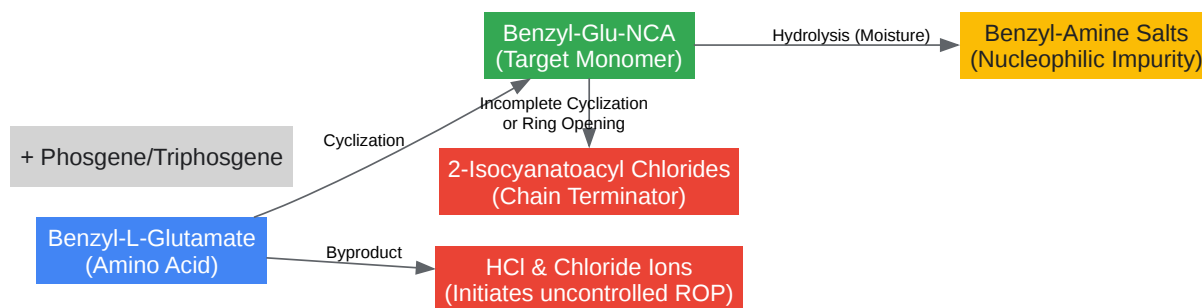 Benzyl-Glu-NCA
(Target Monomer)
Hydrolysis (Moisture)
Benzyl-Amine Salts
(Nucleophilic Impurity)
Incomplete Cyclization
or Ring Opening
+ Phosgene/Triphosgene
Cyclization
2-Isocyanatoacyl Chlorides
(Chain Terminator)
Benzyl-L-Glutamate
(Amino Acid)
Byproduct
HCl & Chloride Ions
(Initiates uncontrolled ROP)